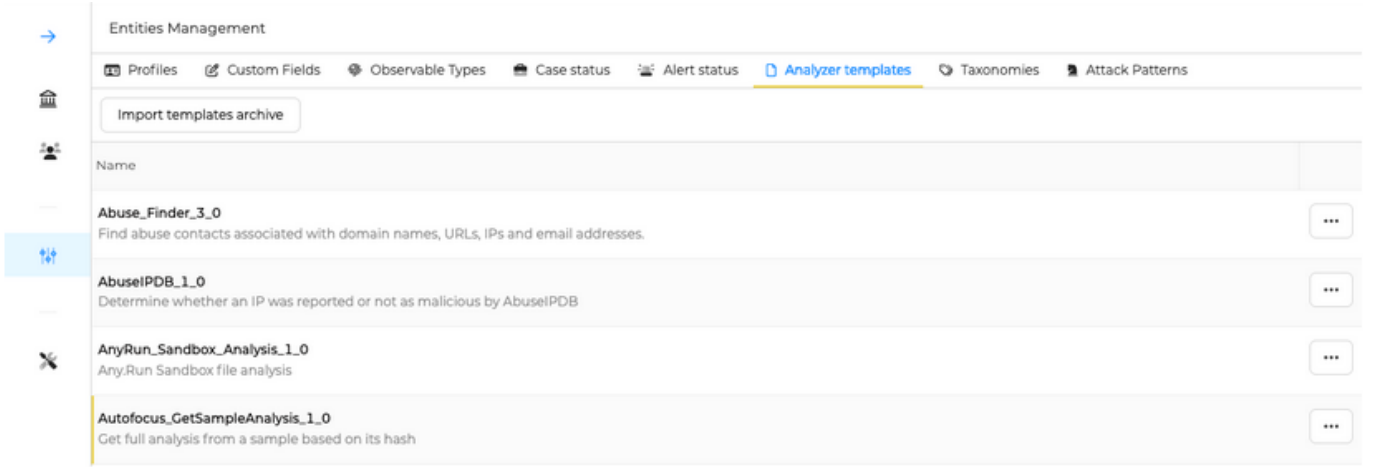 Entities Management
Profiles Custom Fields Observable Types Case status Alert status Analyzer templates Taxonomies Attack Patterns
Import templates archive
Name
Abuse_Finder_3_0
Find abuse contacts associated with domain names, URLs, IPs and email addresses.
AbuseIPDB_1_0
Determine whether an IP was reported or not as malicious by AbuseIPDB
AnyRun_Sandbox_Analysis_1_0
Any.Run Sandbox file analysis
Autofocus_GetSampleAnalysis_1_0
Get full analysis from a sample based on its hash